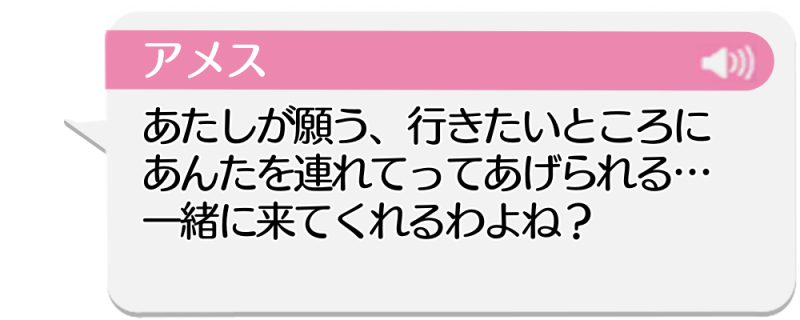 アメス
あたしが願う、行きたいところに
あんたを連れてってあげられる…
一緒に来てくれるわよね？